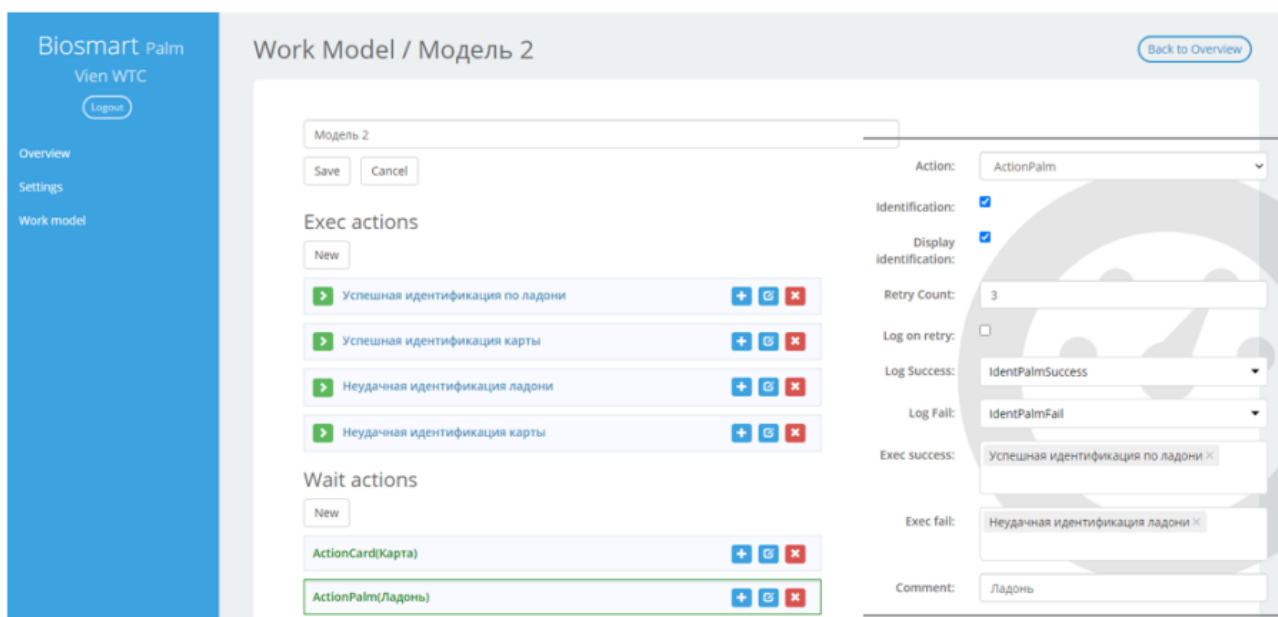 Biosmart Palm
Vien WTC
Logout
Overview
Settings
Work model
Work Model / Модель 2
Back to Overview
Модель 2
Save Cancel
Exec actions
New
Успешная идентификация по ладони
Успешная идентификация карты
Неудачная идентификация ладони
Неудачная идентификация карты
Wait actions
New
ActionCard(Карта)
ActionPalm(Ладонь)
Action: ActionPalm
Identification:
Display
identification:
Retry Count: 3
Log on retry:
Log Success: IdentPalmSuccess
Log Fail: IdentPalmFail
Exec success: Успешная идентификация по ладони ×
Exec fail: Неудачная идентификация ладони ×
Comment: Ладонь